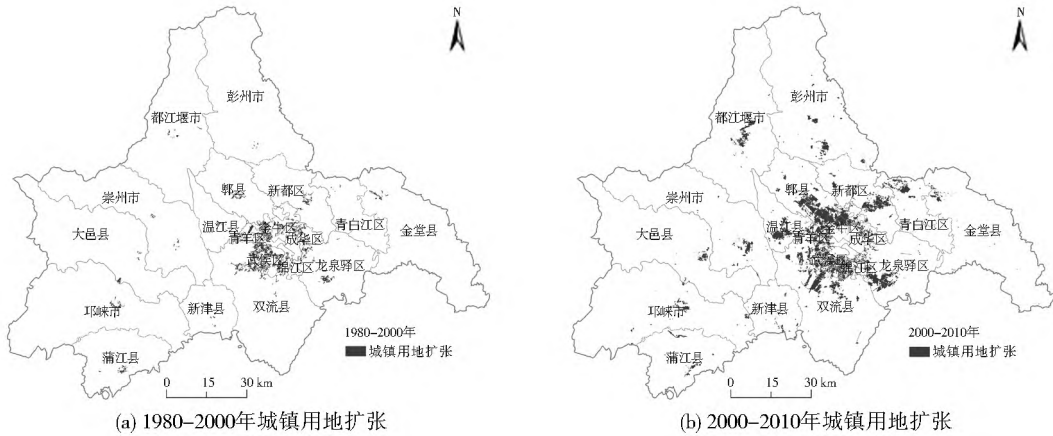 N
彭州市
都江堰市
崇州市
郫县
新都区
大邑县
温江县
金牛区
青羊区
成华区
青白江区
金堂县
武侯区
锦江区
龙泉驿区
邛崃市
新津县
双流县
蒲江县
1980-2000年
城镇用地扩张
0 15 30 km
(a) 1980-2000年城镇用地扩张
N
彭州市
都江堰市
崇州市
郫县
新都区
大邑县
温江县
金牛区
青羊区
成华区
青白江区
金堂县
锦江区
龙泉驿区
邛崃市
新津县
双流县
蒲江县
2000-2010年
城镇用地扩张
0 15 30 km
(b) 2000-2010年城镇用地扩张